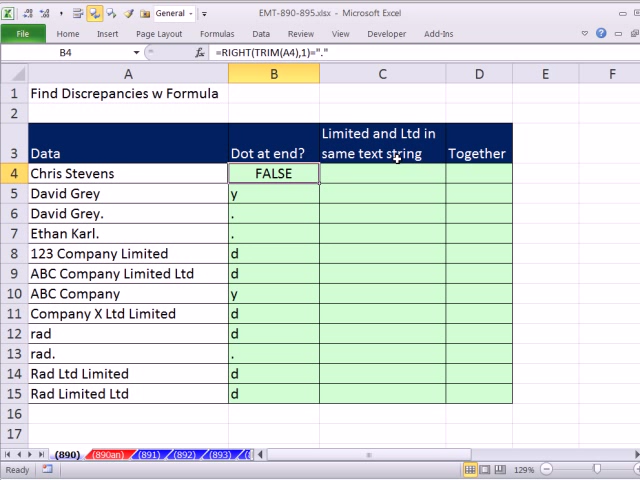 General
EMT-890-895.xlsx - Microsoft Excel
File Home Insert Page Layout Formulas Data Review View Developer Add-Ins
B4 fx =RIGHT(TRIM(A4),1)="."
A B C D E F
1 Find Discrepancies w Formula
2
Limited and Ltd in
3 Data Dot at end? same text string Together
4 Chris Stevens FALSE
5 David Grey y
6 David Grey. .
7 Ethan Karl. .
8 123 Company Limited d
9 ABC Company Limited Ltd d
10 ABC Company y
11 Company X Ltd Limited d
12 rad d
13 rad. .
14 Rad Ltd Limited d
15 Rad Limited Ltd d
16
17
(890) (890an) (891) (892) (893)
Ready 129%